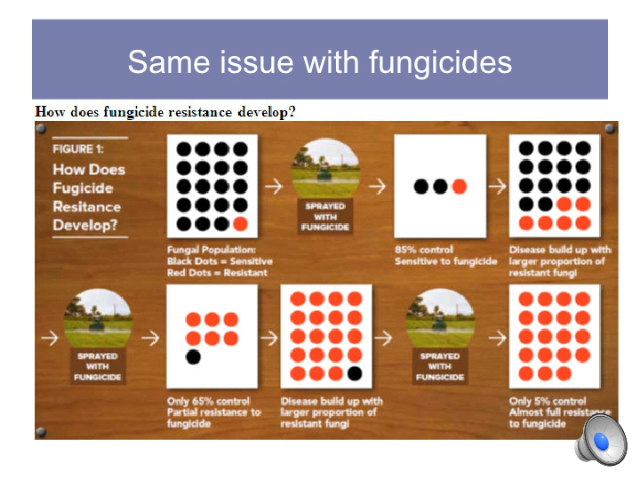 Same issue with fungicides
How does fungicide resistance develop?
FIGURE 1:
How Does
Fugicide
Resitance
Develop?
SPRAYED
WITH
FUNGICIDE
Fungal Population:
Black Dots = Sensitive
Red Dots = Resistant
85% control
Sensitive to fungicide
Disease build up with
larger proportion of
resistant fungi
SPRAYED
WITH
FUNGICIDE
Only 65% control
Partial resistance to
fungicide
Disease build up with
larger proportion of
resistant fungi
SPRAYED
WITH
FUNGICIDE
Only 5% control
Almost full resistance
to fungicide